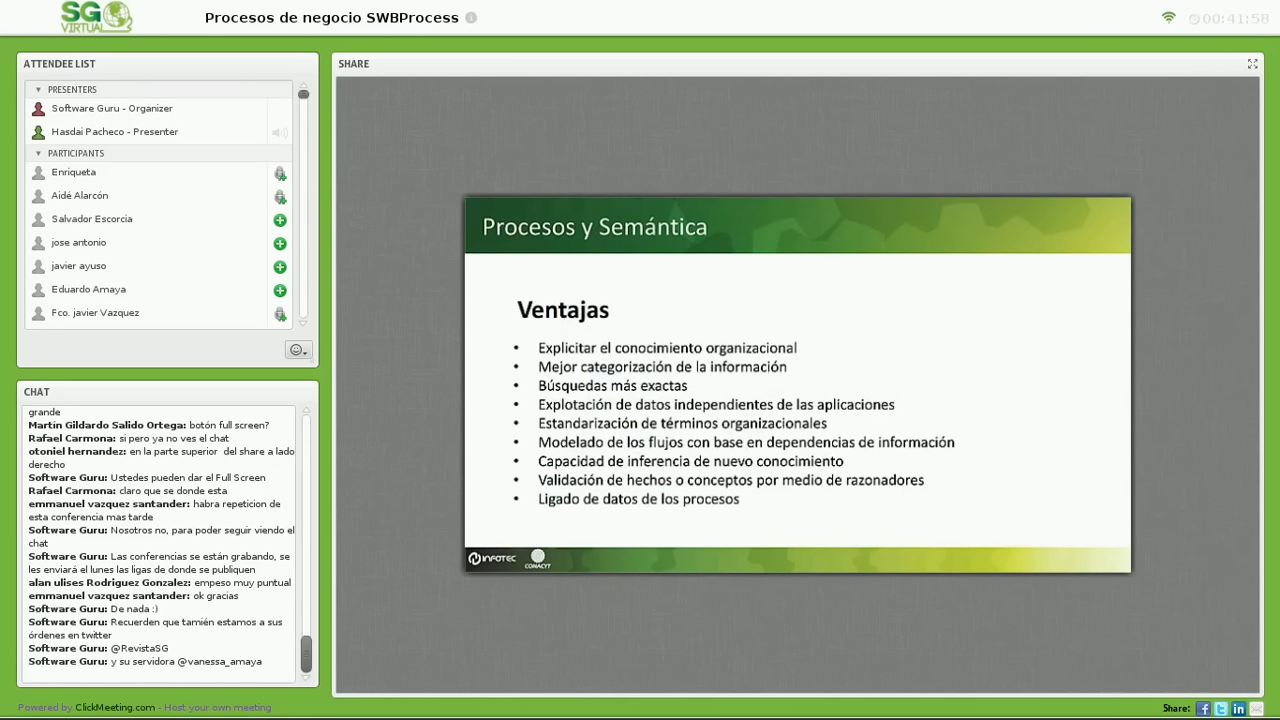 SG
VIRTUAL
Procesos de negocio SWBProcess
00:41:58
ATTENDEE LIST
PRESENTERS
Software Guru - Organizer
Hasdai Pacheco - Presenter
PARTICIPANTS
Enriqueta
Aidé Alarcón
Salvador Escorcia
jose antonio
javier ayuso
Eduardo Amaya
Fco. javier Vazquez
CHAT
grande
Martín Gildardo Salido Ortega: botón full screen?
Rafael Carmona: si pero ya no ves el chat
otoniel hernandez: en la parte superior del share a lado
derecho
Software Guru: Ustedes pueden dar el Full Screen
Rafael Carmona: claro que se donde esta
emmanuel vazquez santander: habra repeticion de
esta conferencia mas tarde
Software Guru: Nosotros no, para poder seguir viendo el
chat
Software Guru: Las conferencias se están grabando, se
les enviará el lunes las ligas de donde se publiquen
alan ulises Rodriguez Gonzalez: empeso muy puntual
emmanuel vazquez santander: ok gracias
Software Guru: De nada :)
Software Guru: Recuerden que tamién estamos a sus
órdenes en twitter
Software Guru: @RevistaSG
Software Guru: y su servidora @vanessa_amaya
SHARE
Procesos y Semántica
Ventajas
• Explicitar el conocimiento organizacional
• Mejor categorización de la información
• Búsquedas más exactas
• Explotación de datos independientes de las aplicaciones
• Estandarización de términos organizacionales
• Modelado de los flujos con base en dependencias de información
• Capacidad de inferencia de nuevo conocimiento
• Validación de hechos o conceptos por medio de razonadores
• Ligado de datos de los procesos
INFOTEC
CONACYT
Powered by ClickMeeting.com - Host your own meeting
Share: